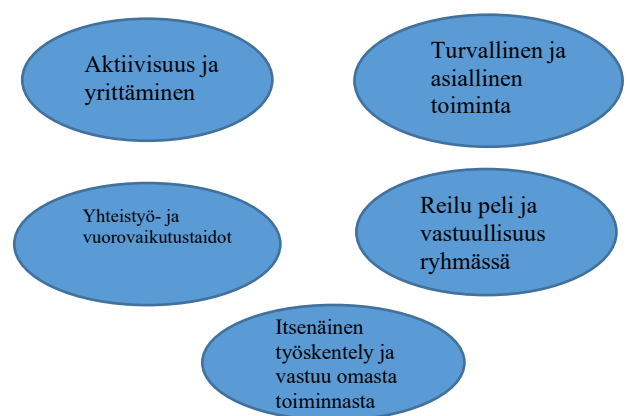 Aktiivisuus ja
yrittäminen
Turvallinen ja
asiallinen
toiminta
Yhteistyö- ja
vuorovaikutustaidot
Reilu peli ja
vastuullisuus
ryhmässä
Itsenäinen
työskentely ja
vastuu omasta
toiminnasta